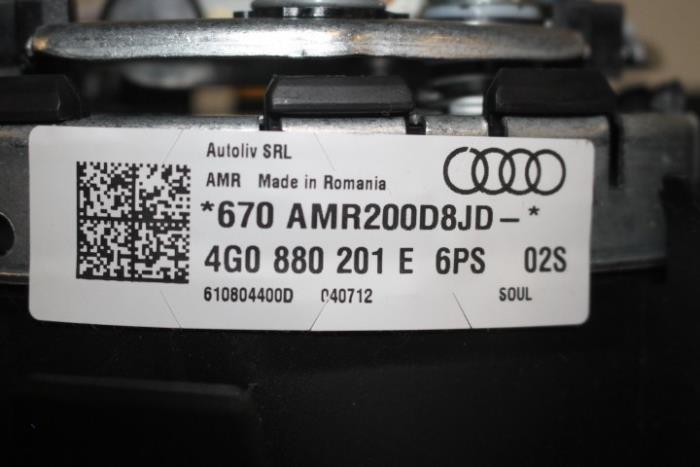 Autoliv SRL
AMR Made in Romania
*670 AMR200D8JD-*
4G0 880 201 E 6PS 02S
610804400D 040712 SOUL